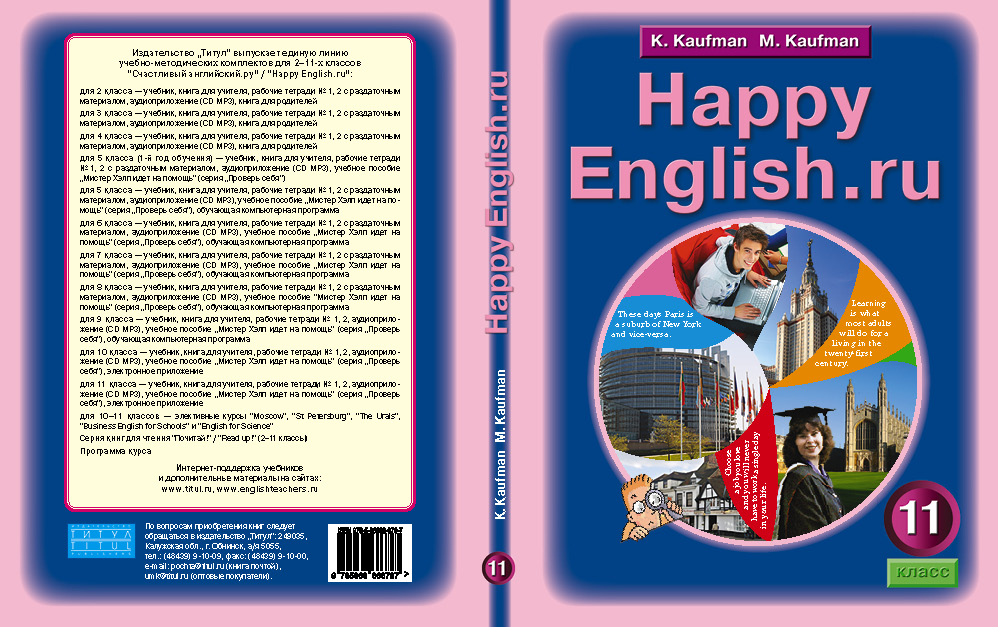 Издательство „Титул" выпускает единую линию
учебно-методических комплектов для 2–11-х классов
"Счастливый английский.ру" / "Happy English.ru":
для 2 класса — учебник, книга для учителя, рабочие тетради № 1, 2 с раздаточным
материалом, аудиоприложение (CD MP3), книга для родителей
для 3 класса — учебник, книга для учителя, рабочие тетради № 1, 2 с раздаточным
материалом, аудиоприложение (CD MP3), книга для родителей
для 4 класса — учебник, книга для учителя, рабочие тетради № 1, 2 с раздаточным
материалом, аудиоприложение (CD MP3), книга для родителей
для 5 класса (1-й год обучения) — учебник, книга для учителя, рабочие тетради
№ 1, 2 с раздаточным материалом, аудиоприложение (CD MP3), учебное пособие
„Мистер Хэлп идет на помощь" (серия „Проверь себя")
для 5 класса — учебник, книга для учителя, рабочие тетради № 1, 2 с раздаточным
материалом, аудиоприложение (CD MP3), учебное пособие „Мистер Хэлп идет на по-
мощь" (серия „Проверь себя"), обучающая компьютерная программа
для 6 класса — учебник, книга для учителя, рабочие тетради № 1, 2 с раздаточным
материалом, аудиоприложение (CD MP3), учебное пособие „Мистер Хэлп идет на
помощь" (серия „Проверь себя"), обучающая компьютерная программа
для 7 класса — учебник, книга для учителя, рабочие тетради № 1, 2 с раздаточным
материалом, аудиоприложение (CD MP3), учебное пособие „Мистер Хэлп идет на
помощь" (серия „Проверь себя"), обучающая компьютерная программа
для 8 класса — учебник, книга для учителя, рабочие тетради № 1, 2 с раздаточным
материалом, аудиоприложение (CD MP3), учебное пособие "Мистер Хэлп идет на
помощь" (серия „Проверь себя"), обучающая компьютерная программа
для 9 класса — учебник, книга для учителя, рабочие тетради № 1, 2, аудиоприло-
жение (CD MP3), учебное пособие „Мистер Хэлп идет на помощь" (серия „Проверь
себя"), обучающая компьютерная программа
для 10 класса — учебник, книга для учителя, рабочие тетради № 1, 2, аудиоприло-
жение (CD MP3), учебное пособие „Мистер Хэлп идет на помощь" (серия „Проверь
себя"), электронное приложение
для 11 класса — учебник, книга для учителя, рабочие тетради № 1, 2, аудиоприло-
жение (CD MP3), учебное пособие „Мистер Хэлп идет на помощь" (серия „Проверь
себя"), электронное приложение
для 10–11 классов — элективные курсы "Moscow", "St. Petersburg", "The Urals",
"Business English for Schools" и "English for Science"
Серия книг для чтения "Почитай!" / "Read up!" (2–11 классы)
Программа курса
Интернет-поддержка учебников
и дополнительные материалы на сайтах:
www.titul.ru, www.englishteachers.ru
ТИТУЛ
TITUL
По вопросам приобретения книг следует
обращаться в издательство „Титул": 249035,
Калужская обл., г. Обнинск, а/я 5055,
тел.: (48439) 9-10-09, факс: (48439) 9-10-00,
e-mail: pochta@titul.ru (книга почтой),
umk@titul.ru (оптовые покупатели).
K. Kaufman M. Kaufman Happy English.ru
11
K. Kaufman M. Kaufman
Happy
English.ru
These days Paris is
a suburb of New York
and vice-versa.
Learning
is what
most adults
will do for a
living in the
twenty-first
century.
Choose
a job you love
and you will never
have to work a single day
in your life.
11
класс